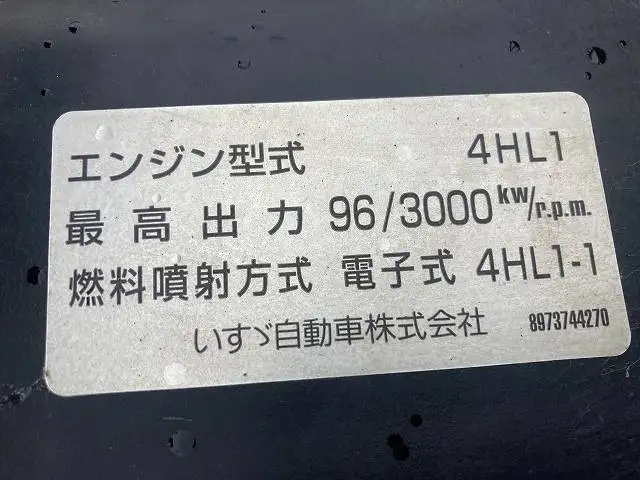 エンジン型式 4HL1
最高出力 96/3000 kw/r.p.m.
燃料噴射方式 電子式 4HL1-1
いすゞ自動車株式会社 8973744270